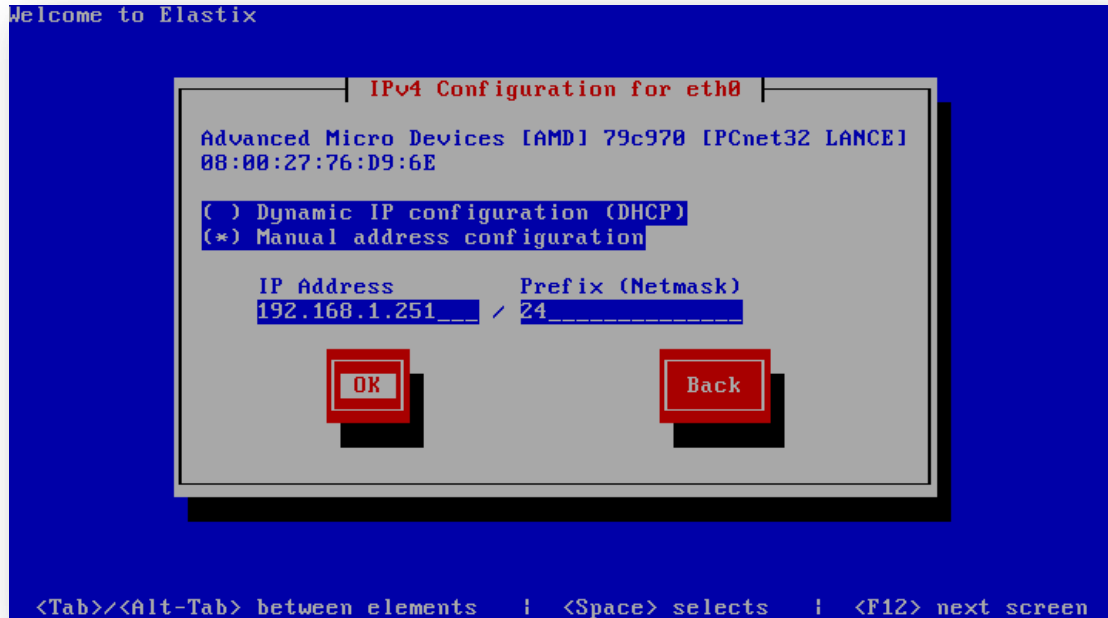 Welcome to Elastix
IPv4 Configuration for eth0
Advanced Micro Devices [AMD] 79c970 [PCnet32 LANCE]
08:00:27:76:D9:6E
( ) Dynamic IP configuration (DHCP)
(*) Manual address configuration
IP Address Prefix (Netmask)
192.168.1.251___ / 24______________
OK Back
<Tab>/<Alt-Tab> between elements | <Space> selects | <F12> next screen